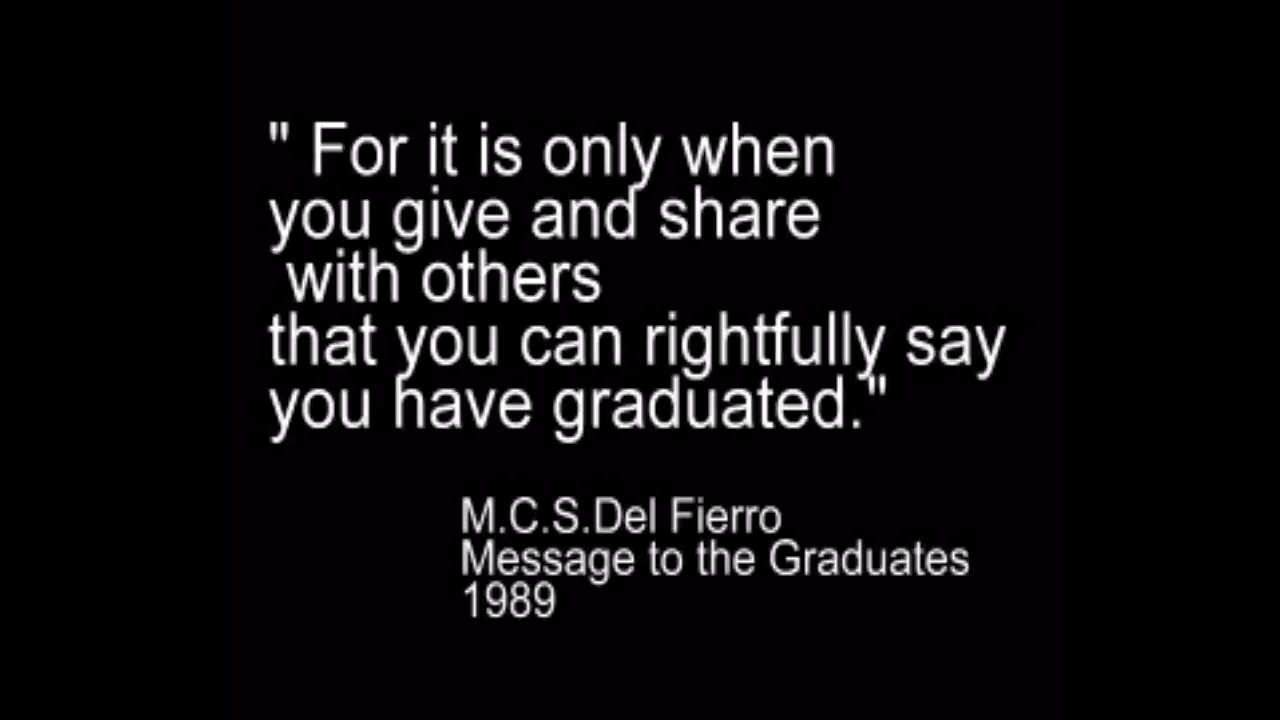 " For it is only when
you give and share
with others
that you can rightfully say
you have graduated."
M.C.S.Del Fierro
Message to the Graduates
1989